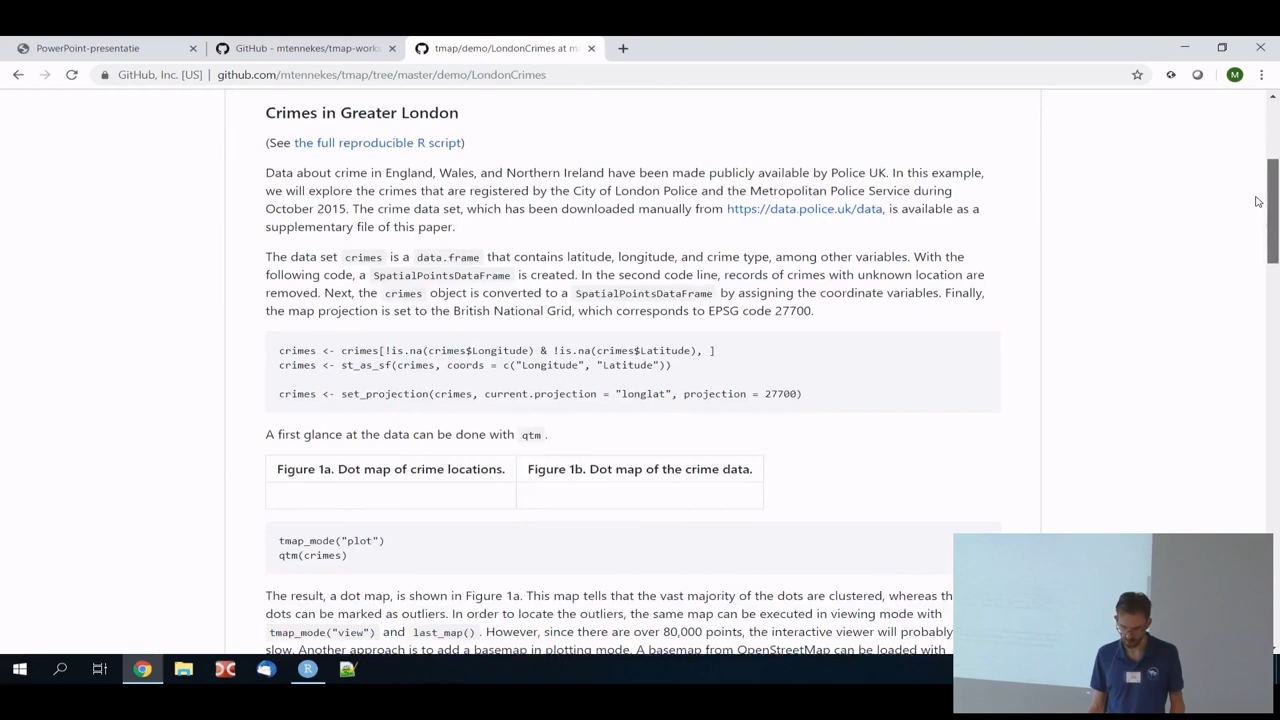 PowerPoint-presentatie
GitHub - mtennekes/tmap-works
tmap/demo/LondonCrimes at m
GitHub, Inc. [US] | github.com/mtennekes/tmap/tree/master/demo/LondonCrimes
M
Crimes in Greater London
(See the full reproducible R script)
Data about crime in England, Wales, and Northern Ireland have been made publicly available by Police UK. In this example,
we will explore the crimes that are registered by the City of London Police and the Metropolitan Police Service during
October 2015. The crime data set, which has been downloaded manually from https://data.police.uk/data, is available as a
supplementary file of this paper.
The data set crimes is a data.frame that contains latitude, longitude, and crime type, among other variables. With the
following code, a SpatialPointsDataFrame is created. In the second code line, records of crimes with unknown location are
removed. Next, the crimes object is converted to a SpatialPointsDataFrame by assigning the coordinate variables. Finally,
the map projection is set to the British National Grid, which corresponds to EPSG code 27700.
crimes <- crimes[!is.na(crimes$Longitude) & !is.na(crimes$Latitude), ]
crimes <- st_as_sf(crimes, coords = c("Longitude", "Latitude"))
crimes <- set_projection(crimes, current.projection = "longlat", projection = 27700)
A first glance at the data can be done with qtm .
Figure 1a. Dot map of crime locations. Figure 1b. Dot map of the crime data.
tmap_mode("plot")
qtm(crimes)
The result, a dot map, is shown in Figure 1a. This map tells that the vast majority of the dots are clustered, whereas th
dots can be marked as outliers. In order to locate the outliers, the same map can be executed in viewing mode with
tmap_mode("view") and last_map(). However, since there are over 80,000 points, the interactive viewer will probably
slow. Another approach is to add a basemap in plotting mode. A basemap from OpenStreetMap can be loaded with